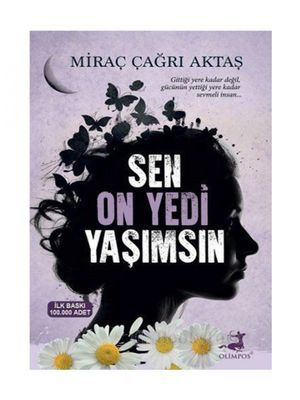 MİRAÇ ÇAĞRI AKTAŞ
Gittiği yere kadar değil,
gücünün yettiği yere kadar
sevmeli insan...
SEN
ON YEDİ
YAŞIMSIN
İLK BASKI
100.000 ADET
OLİMPOS